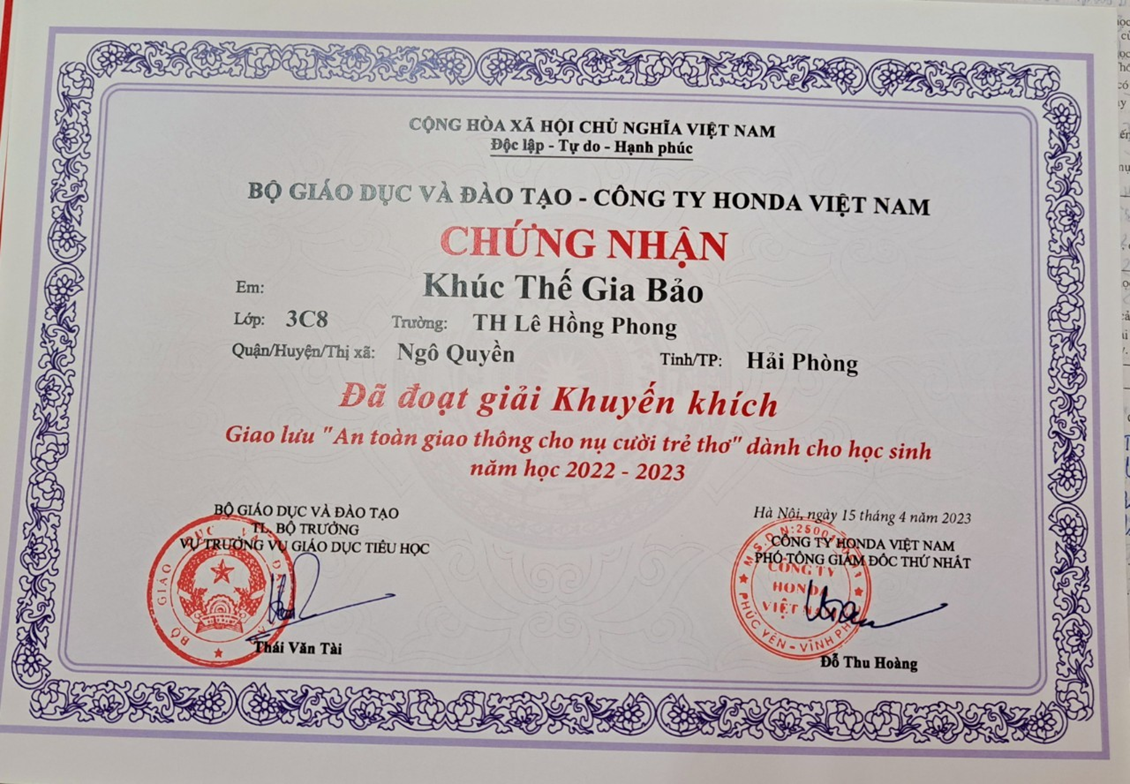 CỘNG HÒA XÃ HỘI CHỦ NGHĨA VIỆT NAM
Độc lập - Tự do - Hạnh phúc
BỘ GIÁO DỤC VÀ ĐÀO TẠO - CÔNG TY HONDA VIỆT NAM
CHỨNG NHẬN
Em: Khúc Thế Gia Bảo
Lớp: 3C8 Trường: TH Lê Hồng Phong
Quận/Huyện/Thị xã: Ngô Quyền Tỉnh/TP: Hải Phòng
Đã đoạt giải Khuyến khích
Giao lưu "An toàn giao thông cho nụ cười trẻ thơ" dành cho học sinh
năm học 2022 - 2023
BỘ GIÁO DỤC VÀ ĐÀO TẠO
TL. BỘ TRƯỞNG
VỤ TRƯỞNG VỤ GIÁO DỤC TIỂU HỌC
Thái Văn Tài
Hà Nội, ngày 15 tháng 4 năm 2023
CÔNG TY HONDA VIỆT NAM
PHÓ TỔNG GIÁM ĐỐC THỨ NHẤT
CÔNG TY
HONDA
VIỆT
PHÚC YÊN - VĨNH
Đỗ Thu Hoàng